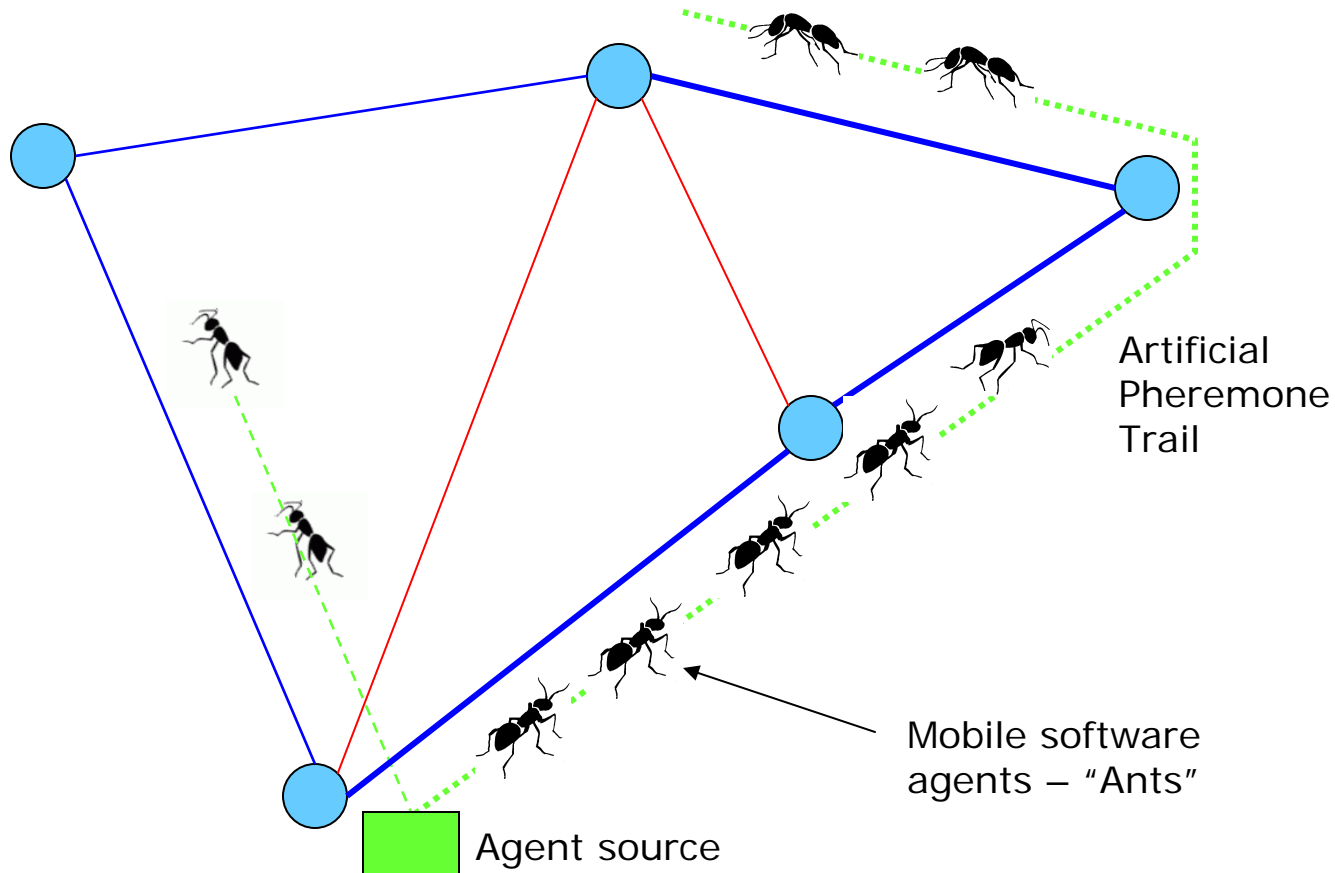 Artificial
Pheremone
Trail
Mobile software
agents – “Ants”
Agent source